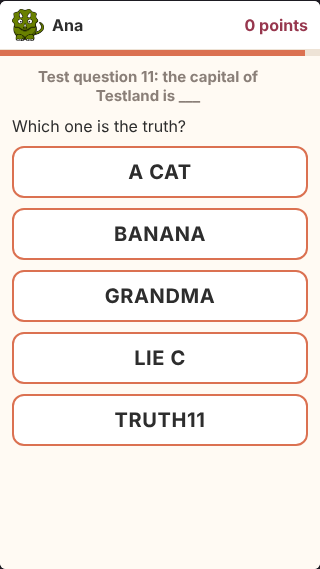 Ana
0 points
Test question 11: the capital of
Testland is ___
Which one is the truth?
A CAT
BANANA
GRANDMA
LIE C
TRUTH11